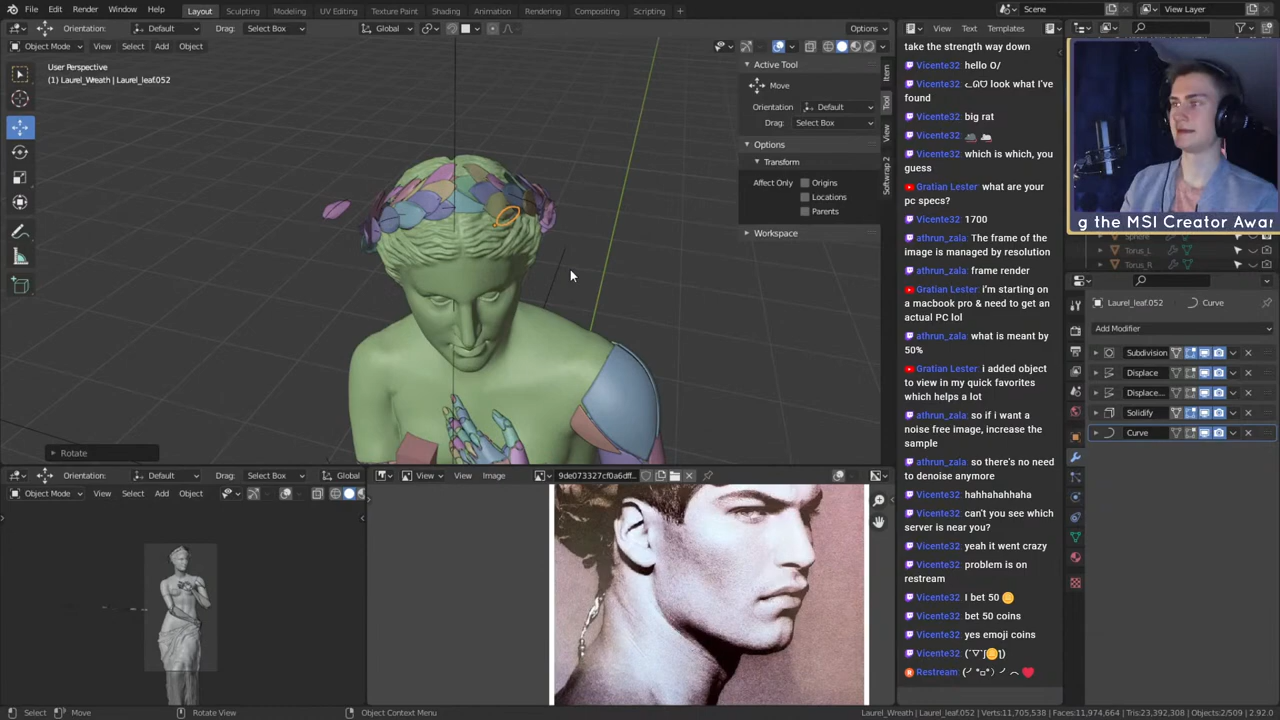 File Edit Render Window Help Layout Sculpting Modeling UV Editing Texture Paint Shading Animation Rendering Compositing Scripting + Scene View Layer
Orientation: Default Drag: Select Box Global Options View Text Templates
Object Mode View Select Add Object
User Perspective
(1) Laurel_Wreath | Laurel_leaf.052
Active Tool
Move
Orientation Default
Drag: Select Box
Options
Transform
Affect Only Origins
Locations
Parents
Workspace
Item
Tool
View
Softwrap 2
Rotate
take the strength way down
Vicente32: hello O/
Vicente32: look what I've
found
Vicente32: big rat
Vicente32:
Vicente32: which is which, you
guess
Gratian Lester: what are your
pc specs?
Vicente32: 1700
athrun_zala: The frame of the
image is managed by resolution
athrun_zala: frame render
Gratian Lester: i'm starting on
a macbook pro & need to get an
actual PC lol
athrun_zala: what is meant by
50%
Gratian Lester: i added object
to view in my quick favorites
which helps a lot
athrun_zala: so if i want a
noise free image, increase the
sample
athrun_zala: so there's no need
to denoise anymore
Vicente32: hahhahahhaha
Vicente32: can't you see which
server is near you?
Vicente32: yeah it went crazy
Vicente32: problem is on
restream
Vicente32: I bet 50
Vicente32: bet 50 coins
Vicente32: yes emoji coins
Vicente32:
Restream:
g the MSI Creator Awar
Torus_L
Torus_R
Laurel_leaf.052 Curve
Add Modifier
Subdivision
Displace
Displace...
Solidify
Curve
Orientation: Default Drag: Select Box Global
Object Mode View Select Add Object
View View Image 9de073327cf0a6dff...
Select Move Rotate View Object Context Menu
Laurel_Wreath | Laurel_leaf.052 | Verts:11,705,538 | Faces:11,974,664 | Tris:23,392,308 | Objects:2/509 | 2.92.0